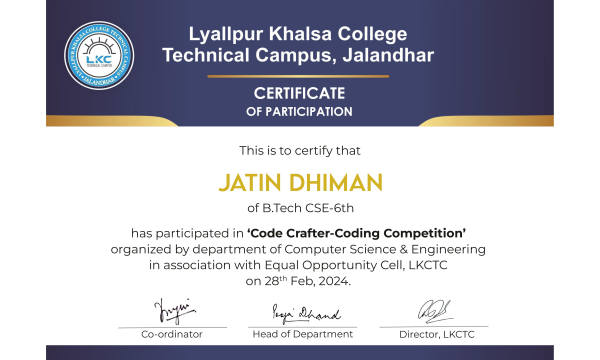 Lyallpur Khalsa College
Technical Campus, Jalandhar
LYALLPUR KHALSA COLLEGE TECHNICAL CAMPUS
JALANDHAR
LKC
TECHNICAL CAMPUS
CERTIFICATE
OF PARTICIPATION
This is to certify that
JATIN DHIMAN
of B.Tech CSE-6th
has participated in ‘Code Crafter-Coding Competition’
organized by department of Computer Science & Engineering
in association with Equal Opportunity Cell, LKCTC
on 28th Feb, 2024.
Co-ordinator
Head of Department
Director, LKCTC